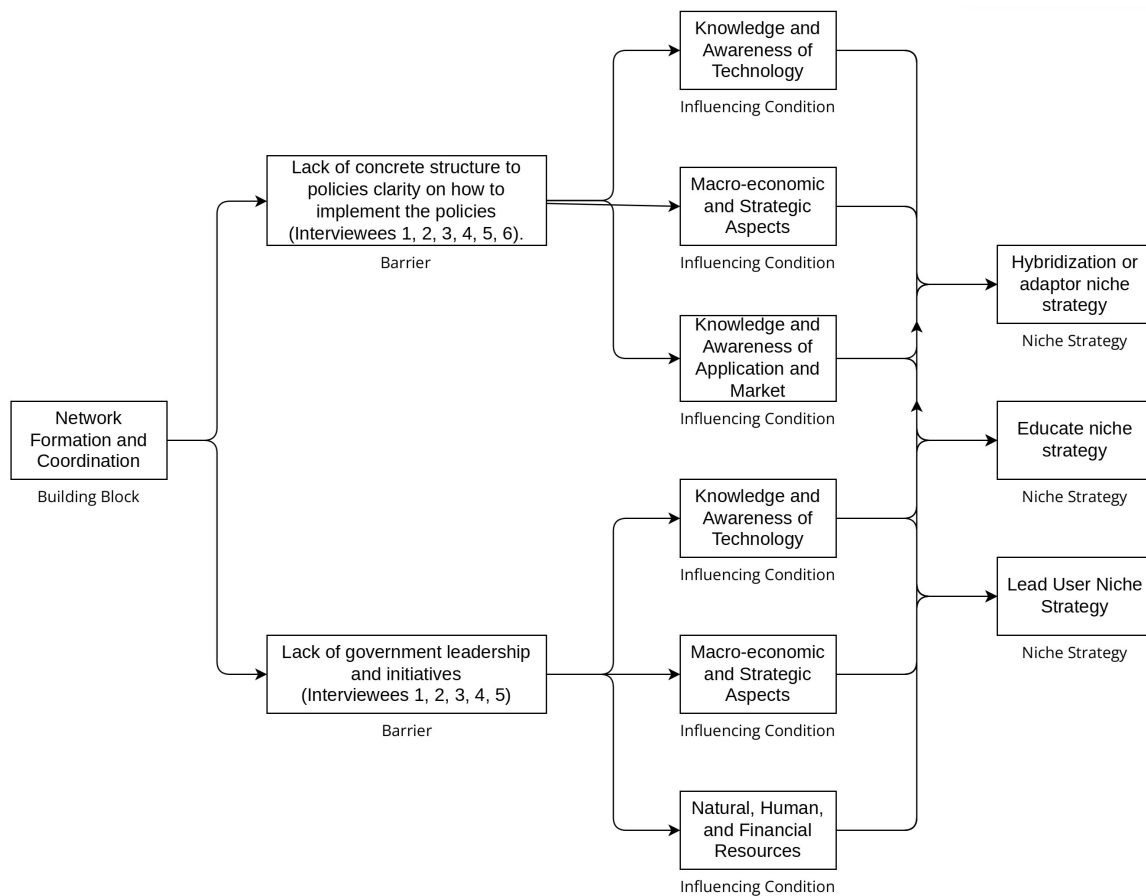 Network
Formation and
Coordination
Building Block
Lack of concrete structure to
policies clarity on how to
implement the policies
(Interviewees 1, 2, 3, 4, 5, 6).
Barrier
Lack of government leadership
and initiatives
(Interviewees 1, 2, 3, 4, 5)
Barrier
Knowledge and
Awareness of
Technology
Influencing Condition
Macro-economic
and Strategic
Aspects
Influencing Condition
Knowledge and
Awareness of
Application and
Market
Influencing Condition
Knowledge and
Awareness of
Technology
Influencing Condition
Macro-economic
and Strategic
Aspects
Influencing Condition
Natural, Human,
and Financial
Resources
Influencing Condition
Hybridization or
adaptor niche
strategy
Niche Strategy
Educate niche
strategy
Niche Strategy
Lead User Niche
Strategy
Niche Strategy